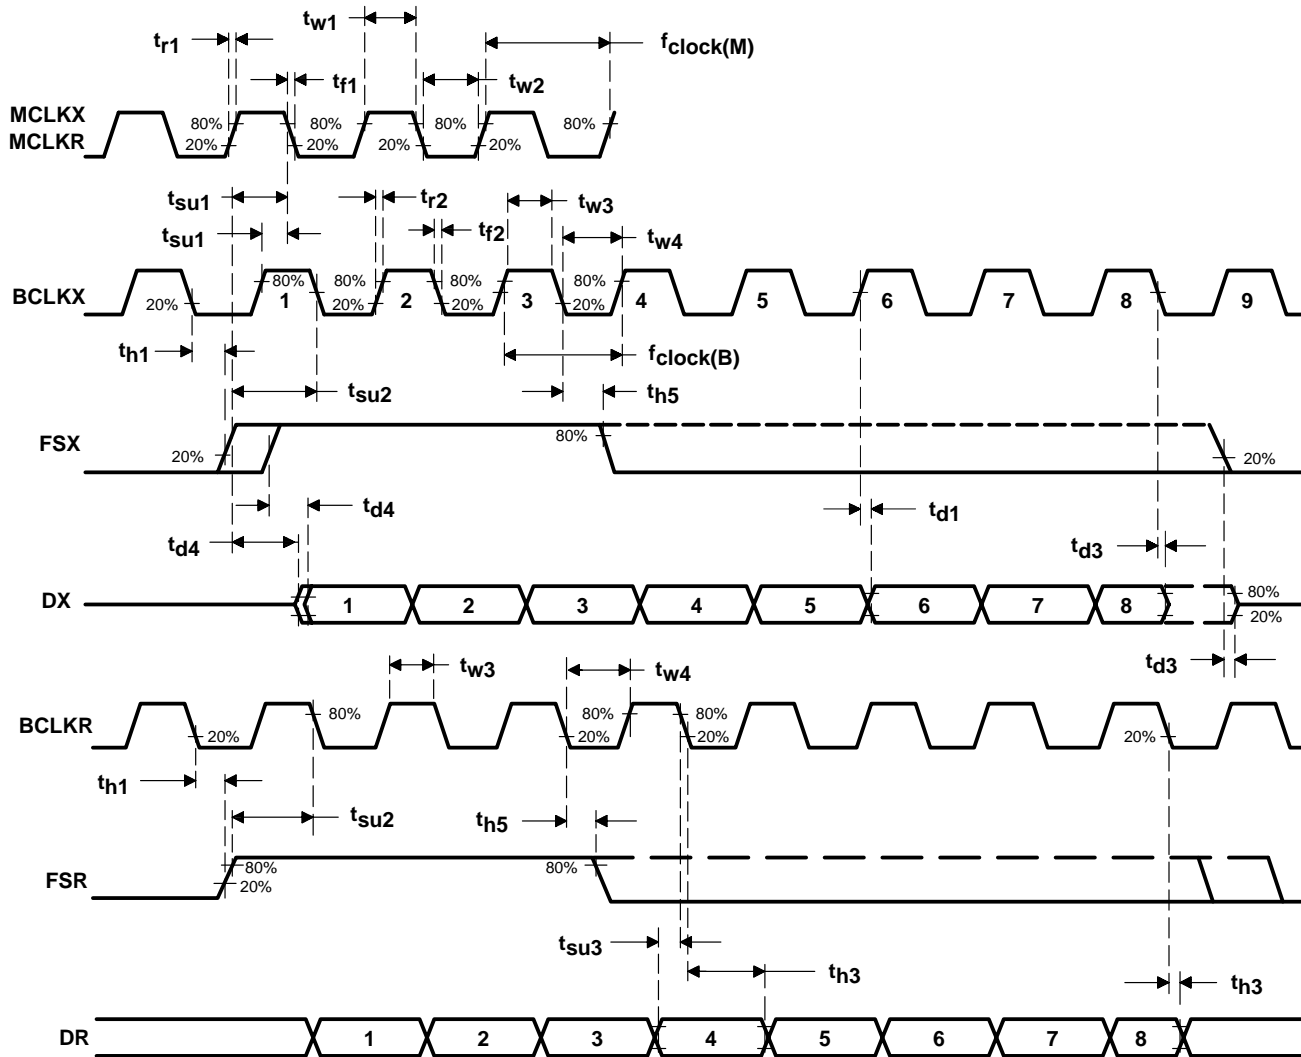 tw1
tr1
fclock(M)
tf1
tw2
MCLKX
MCLKR
80% 80% 80% 80%
20% 20% 20% 20%
tsu1
tr2
tw3
tsu1
tf2
tw4
BCLKX
20% 80% 80% 20% 80% 20% 80% 20%
1 2 3 4 5 6 7 8 9
th1
fclock(B)
tsu2
th5
FSX
20% 80% 20%
td4
td1
td4
td3
DX
1 2 3 4 5 6 7 8
80%
20%
tw3
tw4
td3
BCLKR
20% 80% 80% 20% 80% 20% 20%
th1
tsu2
th5
FSR
80%
20%
80%
tsu3
th3
th3
DR
1 2 3 4 5 6 7 8